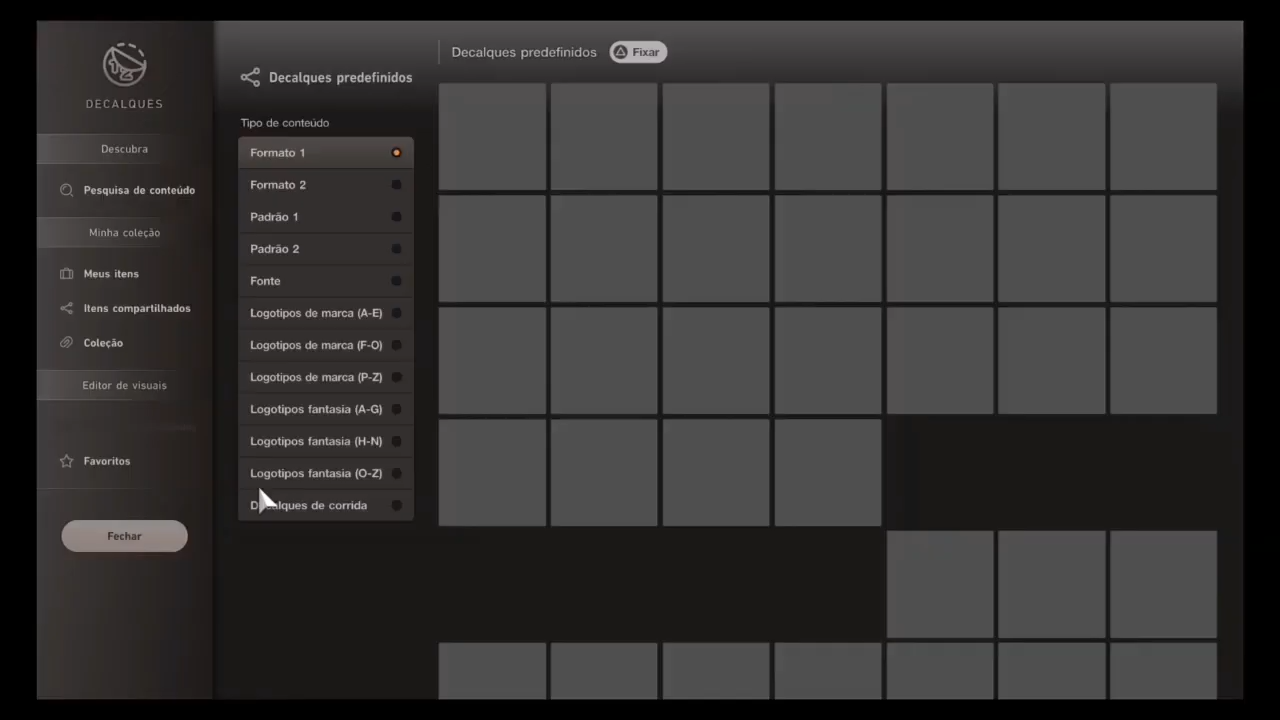 DECALQUES
Descubra
Pesquisa de conteúdo
Minha coleção
Meus itens
Itens compartilhados
Coleção
Editor de visuais
Favoritos
Fechar
Decalques predefinidos
Tipo de conteúdo
Formato 1
Formato 2
Padrão 1
Padrão 2
Fonte
Logotipos de marca (A-E)
Logotipos de marca (F-O)
Logotipos de marca (P-Z)
Logotipos fantasia (A-G)
Logotipos fantasia (H-N)
Logotipos fantasia (O-Z)
Decalques de corrida
Decalques predefinidos
Fixar